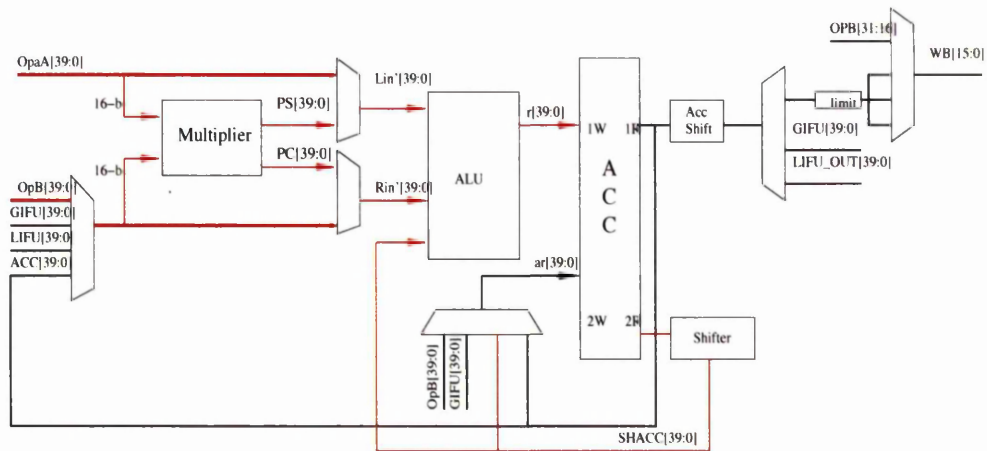 OPB[31:16]
WB[15:0]
OpaA[39:0]
Lin'[39:0]
16-b
PS[39:0]
Multiplier
r[39:0]
Acc
Shift
limit
GIFU[39:0]
1W
1R
PC[39:0]
16-b
A
C
C
LIFU_OUT[39:0]
OpB[39:0]
Rin'[39:0]
ALU
GIFU[39:0]
LIFU[39:0]
ACC[39:0]
ar[39:0]
2W
2R
Shifter
OpB[39:0]
GIFU[39:0]
SHACC[39:0]